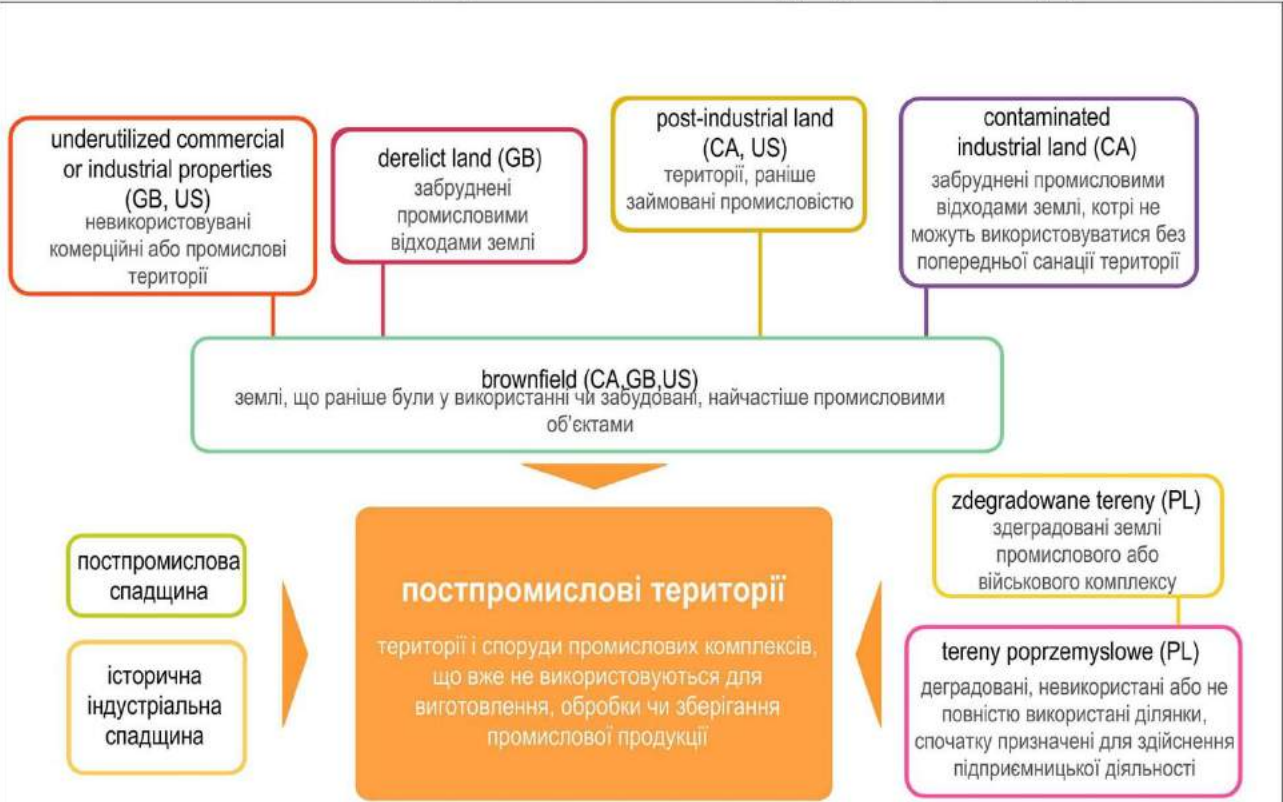 underutilized commercial
or industrial properties
(GB, US)
невикористовувані
комерційні або промислові
території
derelict land (GB)
забруднені
промисловими
відходами землі
post-industrial land
(CA, US)
території, раніше
займовані промисловістю
contaminated
industrial land (CA)
забруднені промисловими
відходами землі, котрі не
можуть використовуватися без
попередньої санації території
brownfield (CA,GB,US)
землі, що раніше були у використанні чи забудовані, найчастіше промисловими
об'єктами
постпромислова
спадщина
історична
індустріальна
спадщина
постпромислові території
території і споруди промислових комплексів,
що вже не використовуються для
виготовлення, обробки чи зберігання
промислової продукції
zdegradowane tereny (PL)
здеградовані землі
промислового або
військового комплексу
tereny poprzemyslowe (PL)
деградовані, невикористані або не
повністю використані ділянки,
спочатку призначені для здійснення
підприємницької діяльності